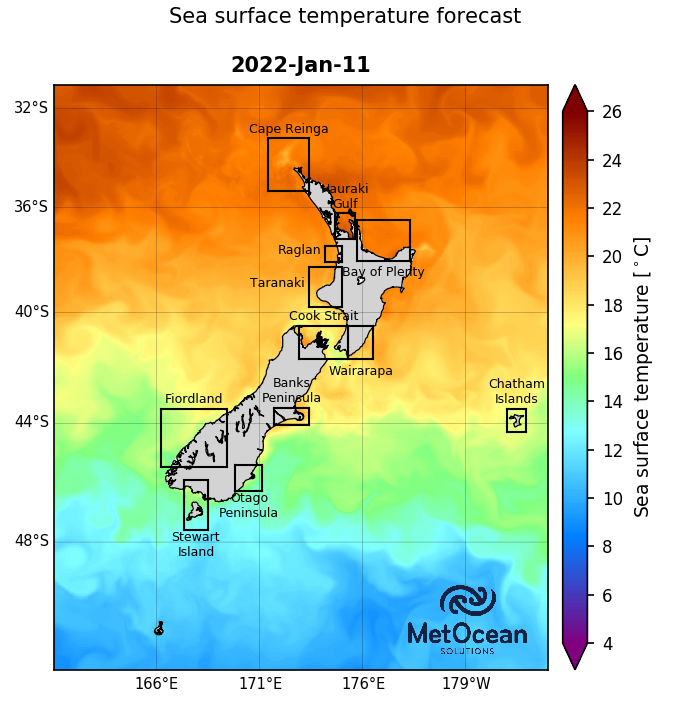 Sea surface temperature forecast
2022-Jan-11
32°S
36°S
40°S
44°S
48°S
166°E
171°E
176°E
179°W
Cape Reinga
Hauraki
Gulf
Raglan
Bay of Plenty
Taranaki
Cook Strait
Wairarapa
Banks
Peninsula
Fiordland
Chatham
Islands
Otago
Peninsula
Stewart
Island
MetOcean
SOLUTIONS
26
24
22
20
18
16
14
12
10
8
6
4
Sea surface temperature [°C]